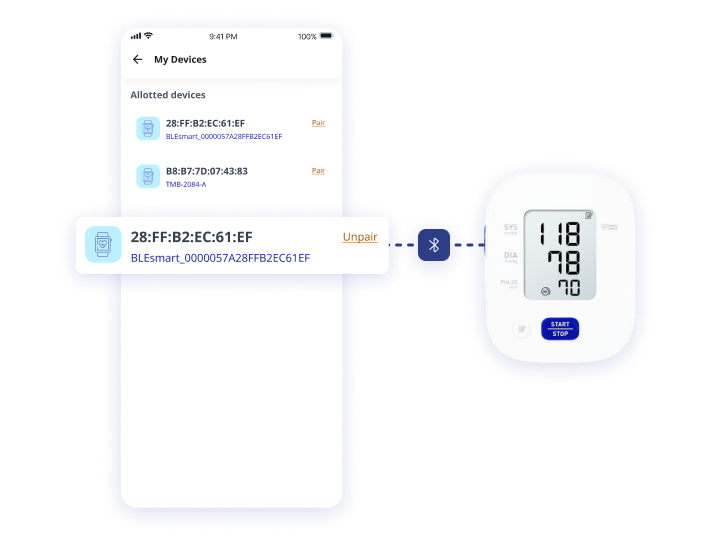 9:41 PM
100%
My Devices
Allotted devices
28:FF:B2:EC:61:EF
Pair
BLEsmart_0000057A28FFB2EC61EF
B8:B7:7D:07:43:83
Pair
TMB-2084-A
28:FF:B2:EC:61:EF
Unpair
BLEsmart_0000057A28FFB2EC61EF
SYS
118
DIA
78
PULSE
70
START
STOP